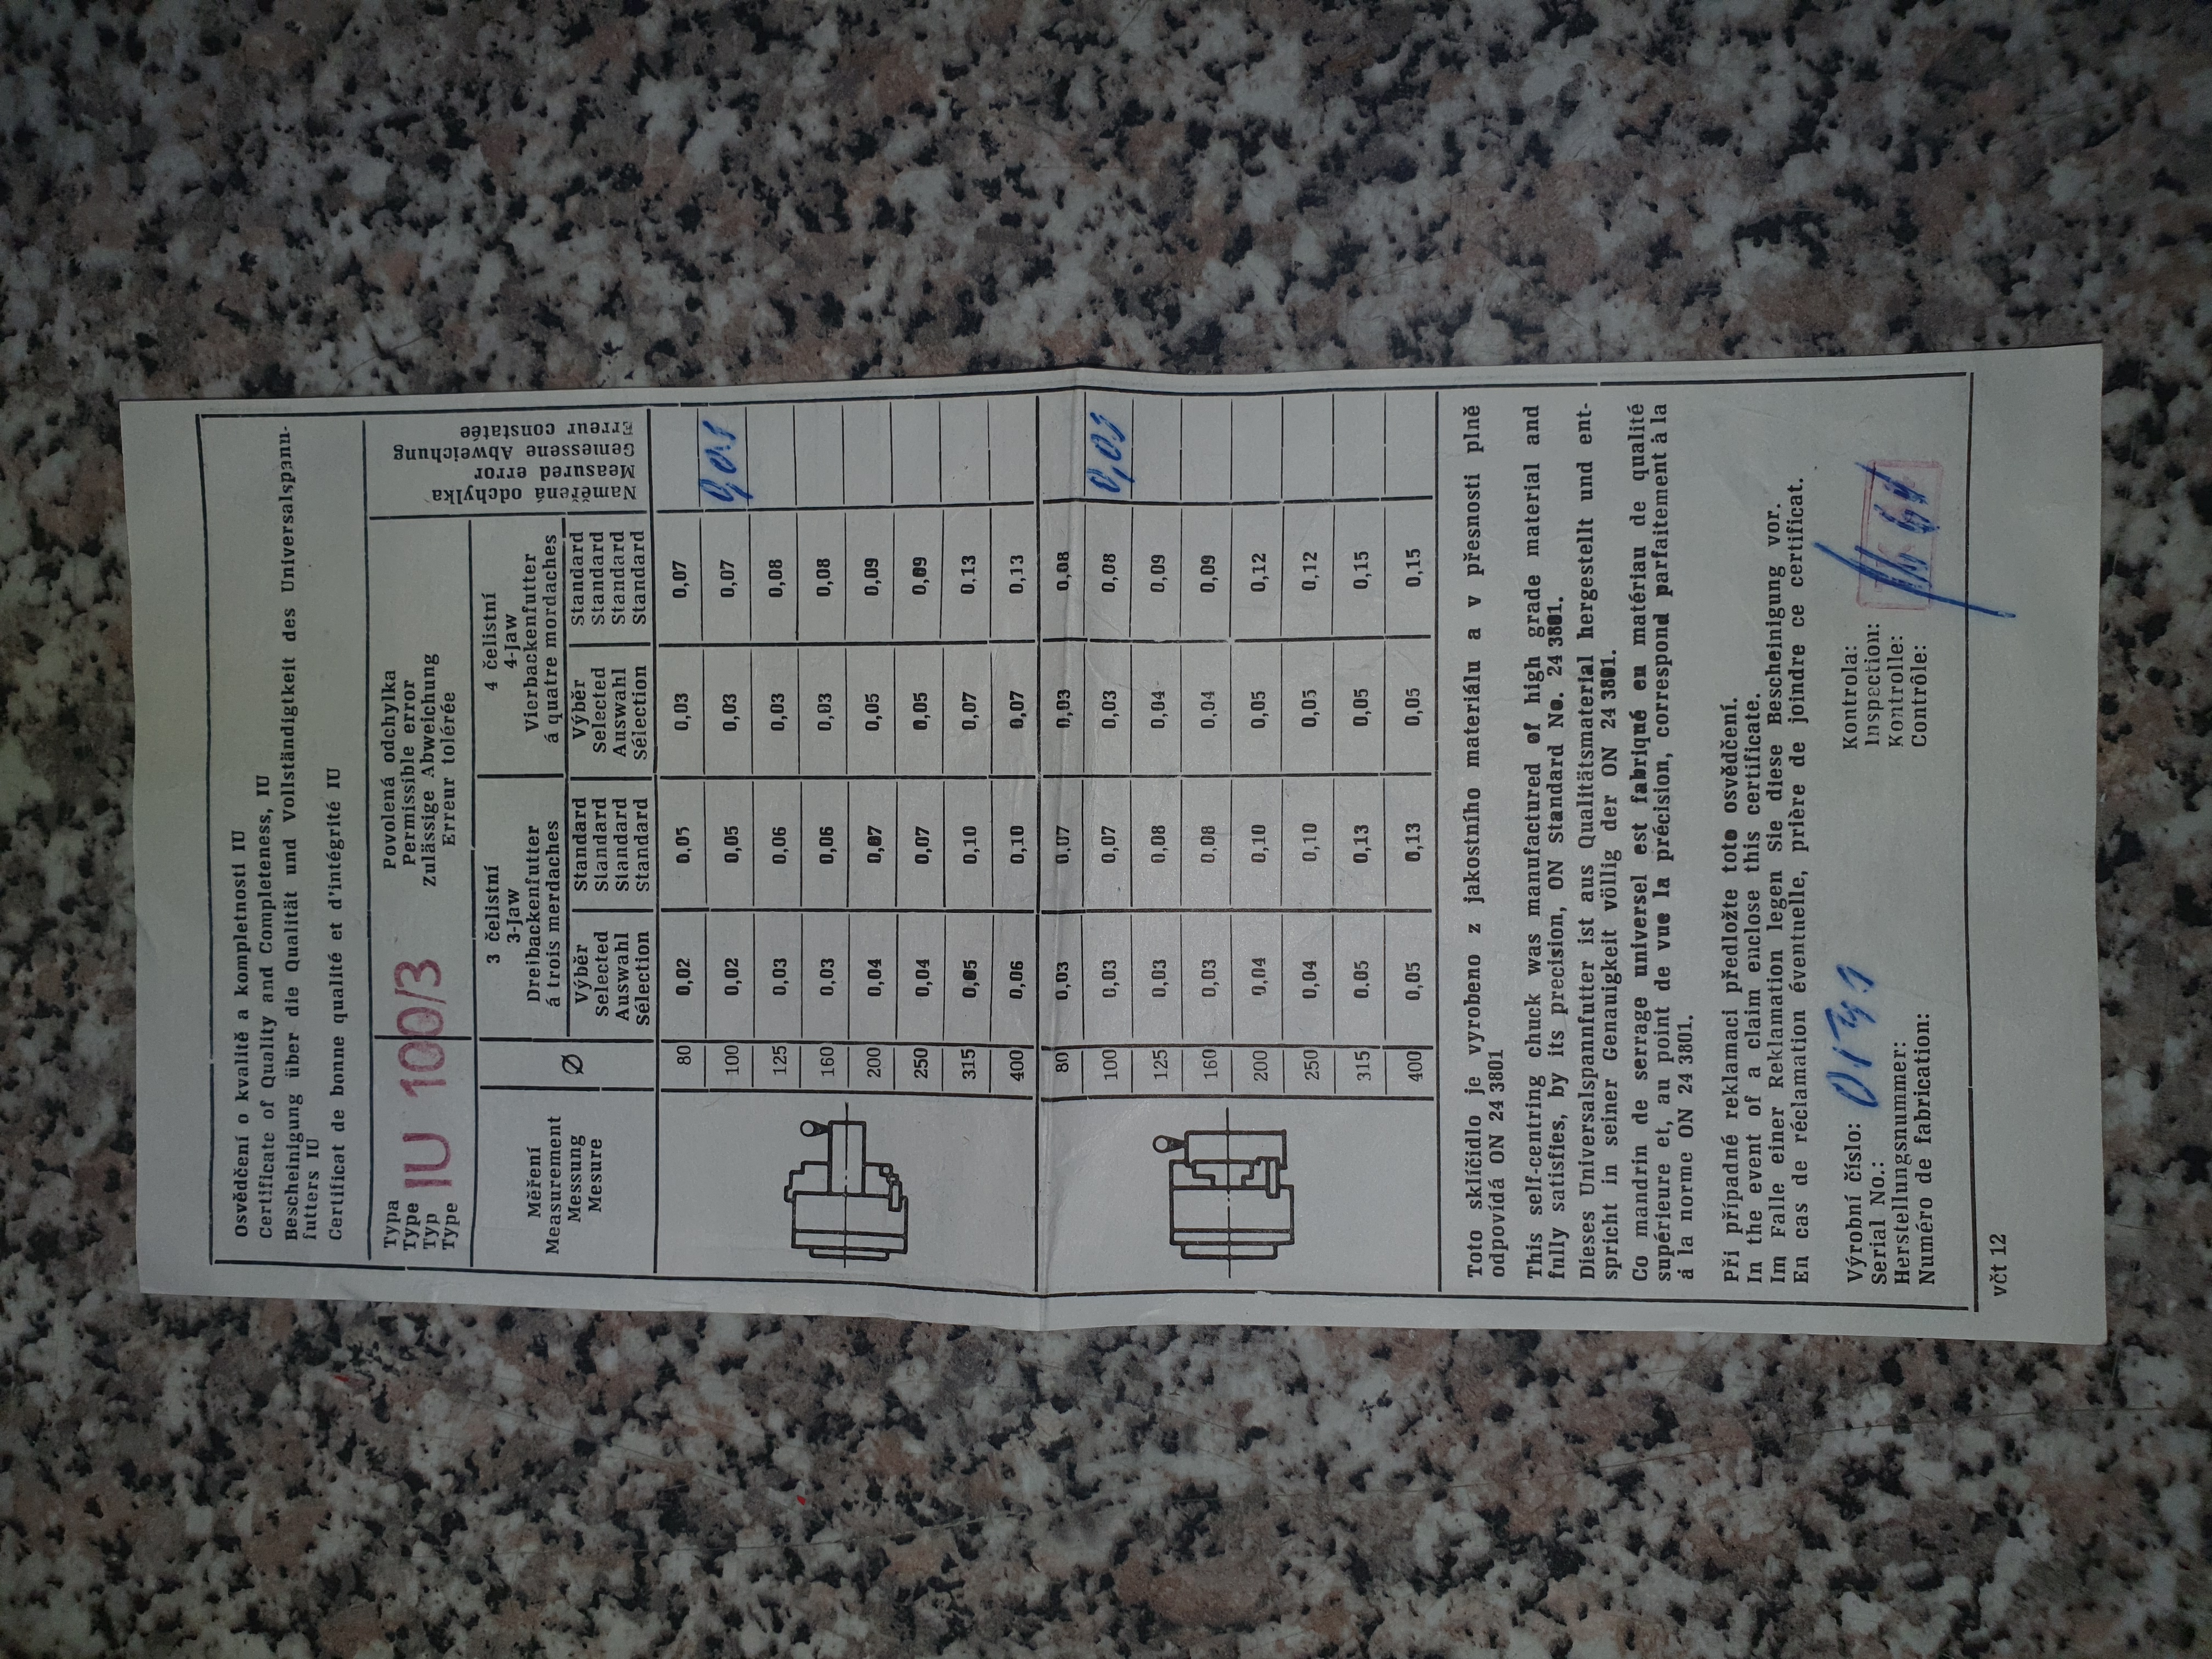 Osvědčení o kvalitě a kompletnosti IU
Certificate of Quality and Completeness, IU
Bescheinigung über die Qualität und vollständigkeit des Universalspann-
futters IU
Certificat de bonne qualité et d'intégrité IU
Typa
Type
Typ
Type
IU 100/3
Povolená odchylka
Permissible error
Zulässige Abweichung
Erreur tolérée
Naměřená odchylka
Measured error
Gemessene Abweichung
Erreur constatée
Měření
Measurement
Messung
Mesure
Ø
3 čelistní
3-Jaw
Dreibackenfutter
á trois merdaches
4 čelistní
4-Jaw
Vierbackenfutter
á quatre mordaches
Výběr Standard Výběr Standard
Selected Standard Selected Standard
Auswahl Standard Auswahl Standard
Sélection Standard Sélection Standard
80 0,02 0,05 0,03 0,07
100 0,02 0,05 0,03 0,07
125 0,03 0,06 0,03 0,08
160 0,03 0,06 0,03 0,08
200 0,04 0,07 0,05 0,09
250 0,04 0,07 0,05 0,09
315 0,05 0,10 0,07 0,13
400 0,06 0,10 0,07 0,13
80 0,03 0,07 0,03 0,08
100 0,03 0,07 0,03 0,08
125 0,03 0,08 0,04 0,09
160 0,03 0,08 0,04 0,09
200 0,04 0,10 0,05 0,12
250 0,04 0,10 0,05 0,12
315 0.05 0,13 0,05 0,15
400 0,05 0,13 0,05 0,15
Toto sklíčidlo je vyrobeno z jakostního materiálu a v přesnosti plně
odpovídá ON 24 3801
This self-centring chuck was manufactured of high grade material and
fully satisfies, by its precision, ON Standard No. 24 3801.
Dieses Universalspannfutter ist aus Qualitätsmaterial hergestellt und ent-
spricht in seiner Genauigkeit völlig der ON 24 3801.
Co mandrin de serrage universel est fabriqué en matériau de qualité
supérieure et, au point de vue la précision, correspond parfaitement à la
á la norme ON 24 3801.
Při případné reklamaci předložte toto osvědčení.
In the event of a claim enclose this certificate.
Im Falle einer Reklamation legen Sie diese Bescheinigung vor.
En cas de réclamation éventuelle, prière de joindre ce certificat.
Výrobní číslo:
Serial No.:
Herstellungsnummer:
Numéro de fabrication:
Kontrola:
Inspection:
Kontrolle:
Contrôle:
včt 12